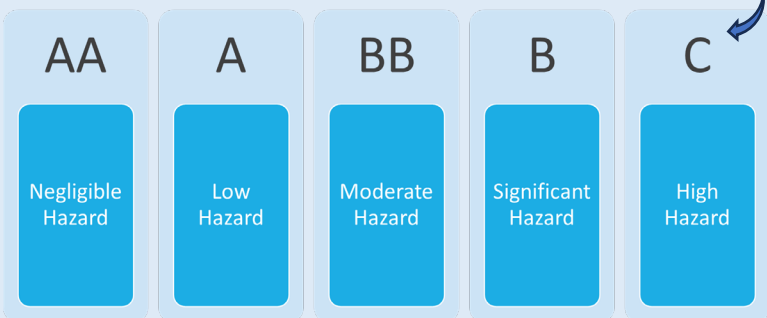 AA
Negligible
Hazard
A
Low
Hazard
BB
Moderate
Hazard
B
Significant
Hazard
C
High
Hazard